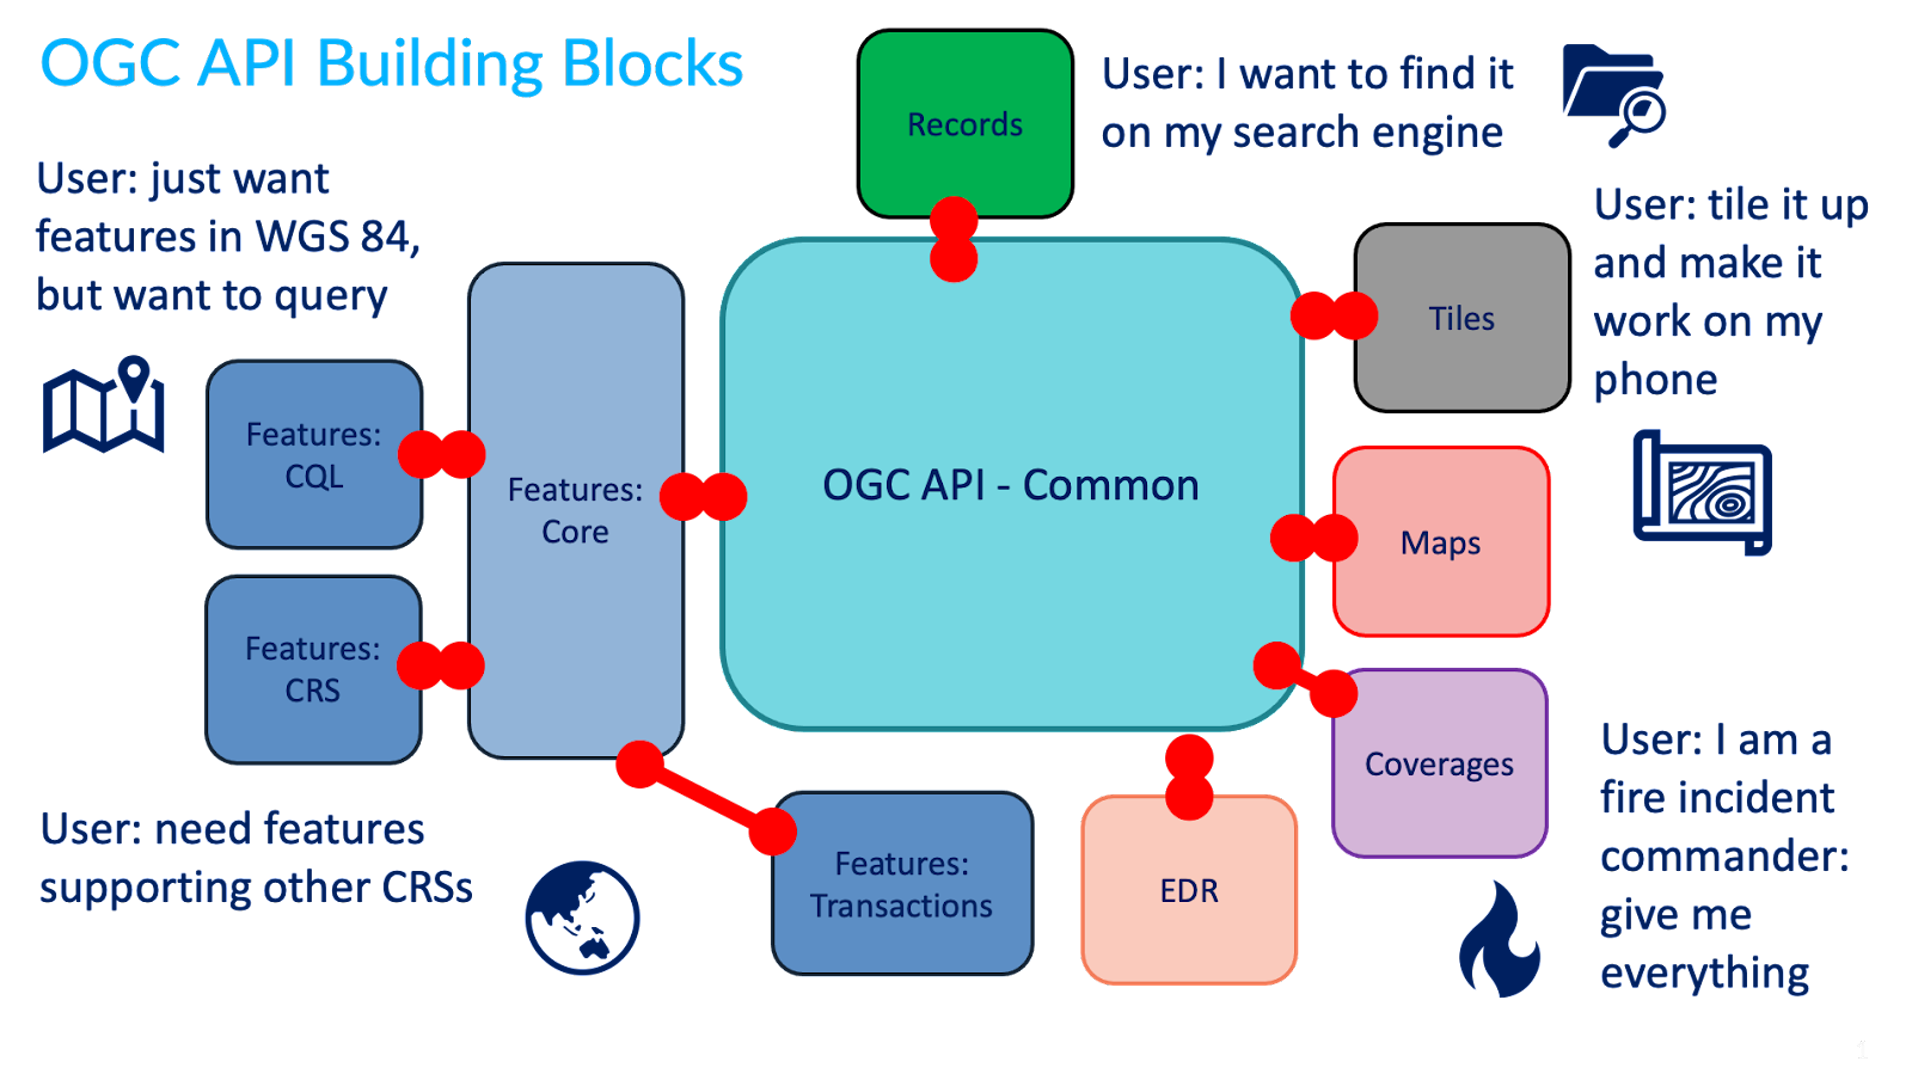 OGC API Building Blocks
Records
User: I want to find it
on my search engine
User: just want
features in WGS 84,
but want to query
User: tile it up
and make it
work on my
phone
Tiles
Features:
CQL
Features:
Core
OGC API - Common
Maps
Features:
CRS
Coverages
User: I am a
fire incident
commander:
give me
everything
User: need features
supporting other CRSs
Features:
Transactions
EDR
1